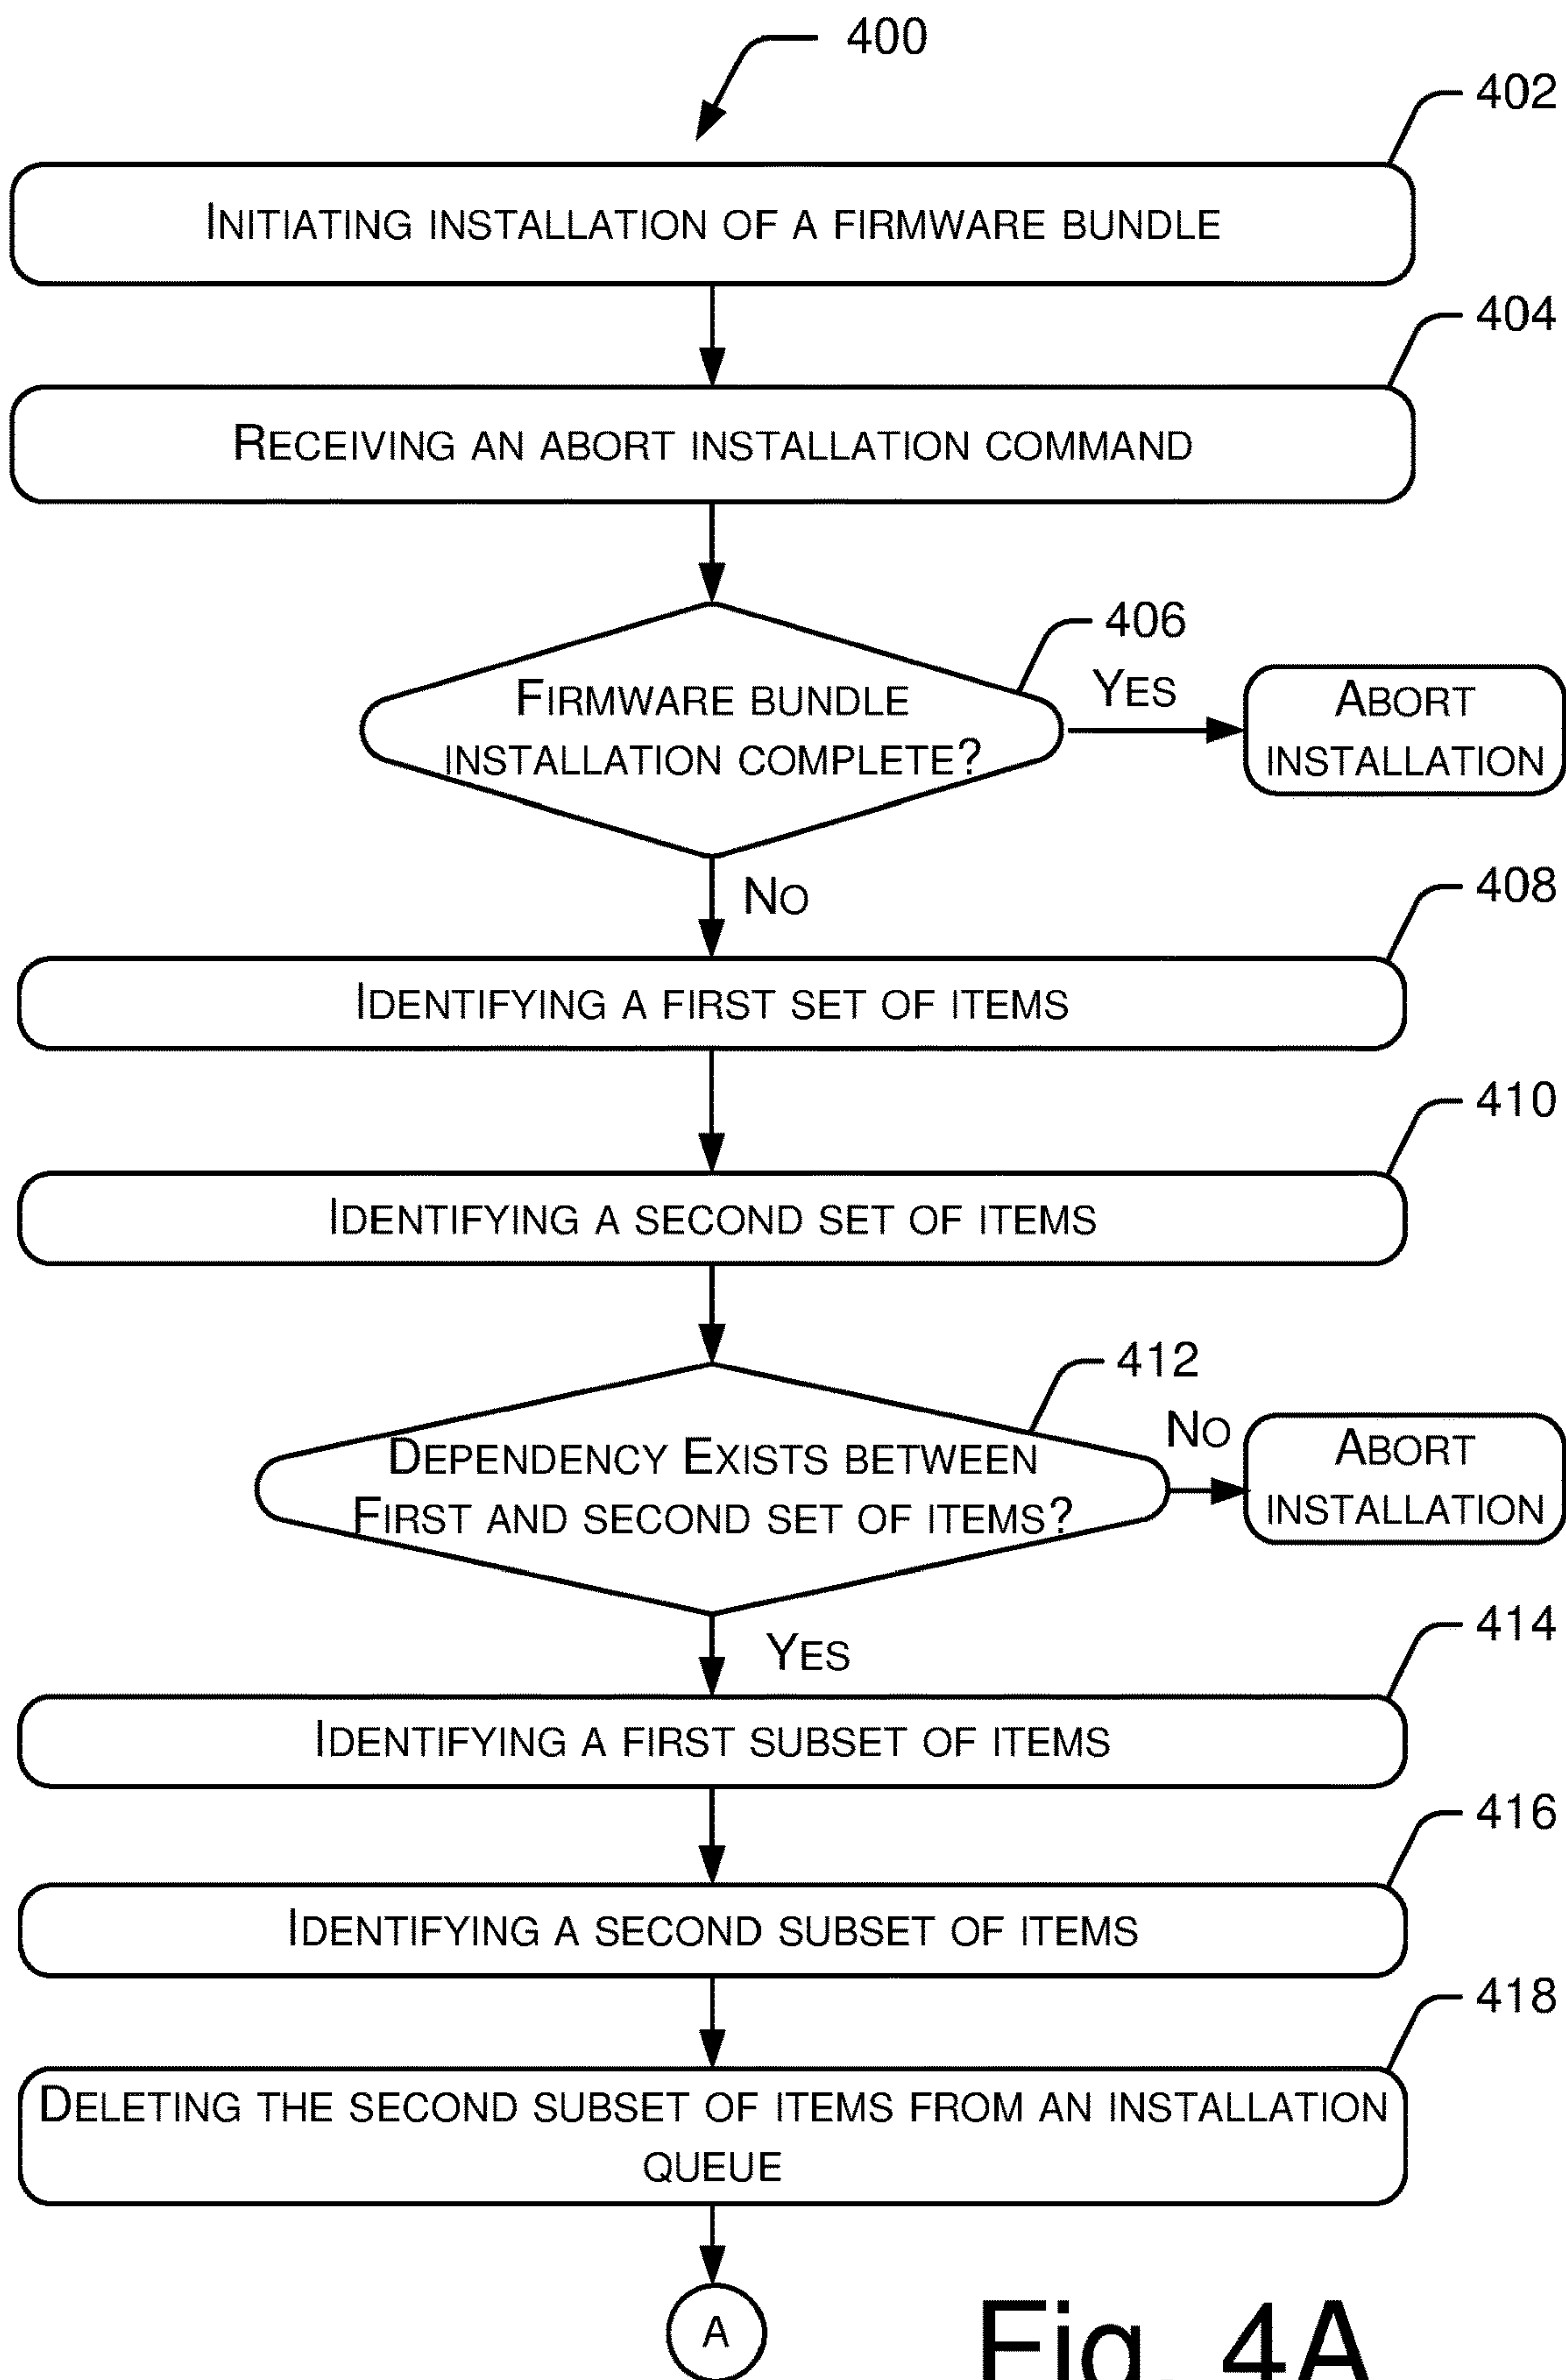 400
402
INITIATING INSTALLATION OF A FIRMWARE BUNDLE
404
RECEIVING AN ABORT INSTALLATION COMMAND
406
FIRMWARE BUNDLE
INSTALLATION COMPLETE?
YES
ABORT
INSTALLATION
NO
408
IDENTIFYING A FIRST SET OF ITEMS
410
IDENTIFYING A SECOND SET OF ITEMS
412
DEPENDENCY EXISTS BETWEEN
FIRST AND SECOND SET OF ITEMS?
NO
ABORT
INSTALLATION
YES
414
IDENTIFYING A FIRST SUBSET OF ITEMS
416
IDENTIFYING A SECOND SUBSET OF ITEMS
418
DELETING THE SECOND SUBSET OF ITEMS FROM AN INSTALLATION
QUEUE
A
Fig. 4A